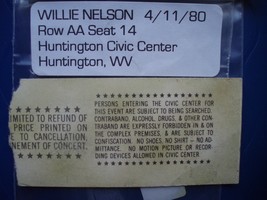 WILLIE NELSON 4/11/80
Row AA Seat 14
Huntington Civic Center
Huntington, WV
IMITED TO REFUND OF
PRICE PRINTED ON
E TO CANCELLATION,
NEMENT OF CONCERT.
PERSONS ENTERING THE CIVIC CENTER FOR
THIS EVENT ARE SUBJECT TO BEING SEARCHED.
CONTRABAND, ALCOHOL, DRUGS, & OTHER CON-
TRABAND ARE EXPRESSLY FORBIDDEN IN OR ON
THE COMPLEX PREMISES, & ARE SUBJECT TO
CONFISCATION. NO SHOES, NO SHIRT – NO AD-
MITTANCE. NO MOTION PICTURE OR RECOR-
DING DEVICES ALLOWED IN CIVIC CENTER.